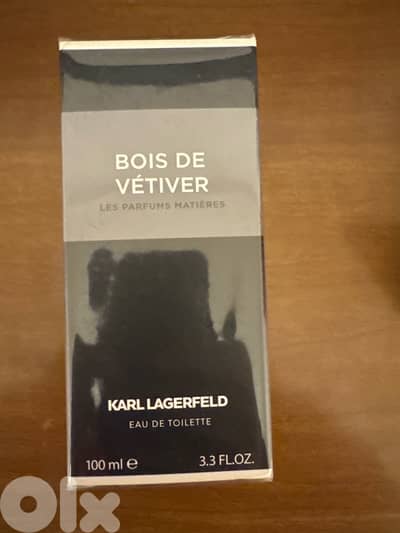 BOIS DE
VÉTIVER
LES PARFUMS MATIÈRES
KARL LAGERFELD
EAU DE TOILETTE
100 ml e 3.3 FL.OZ.
OLX